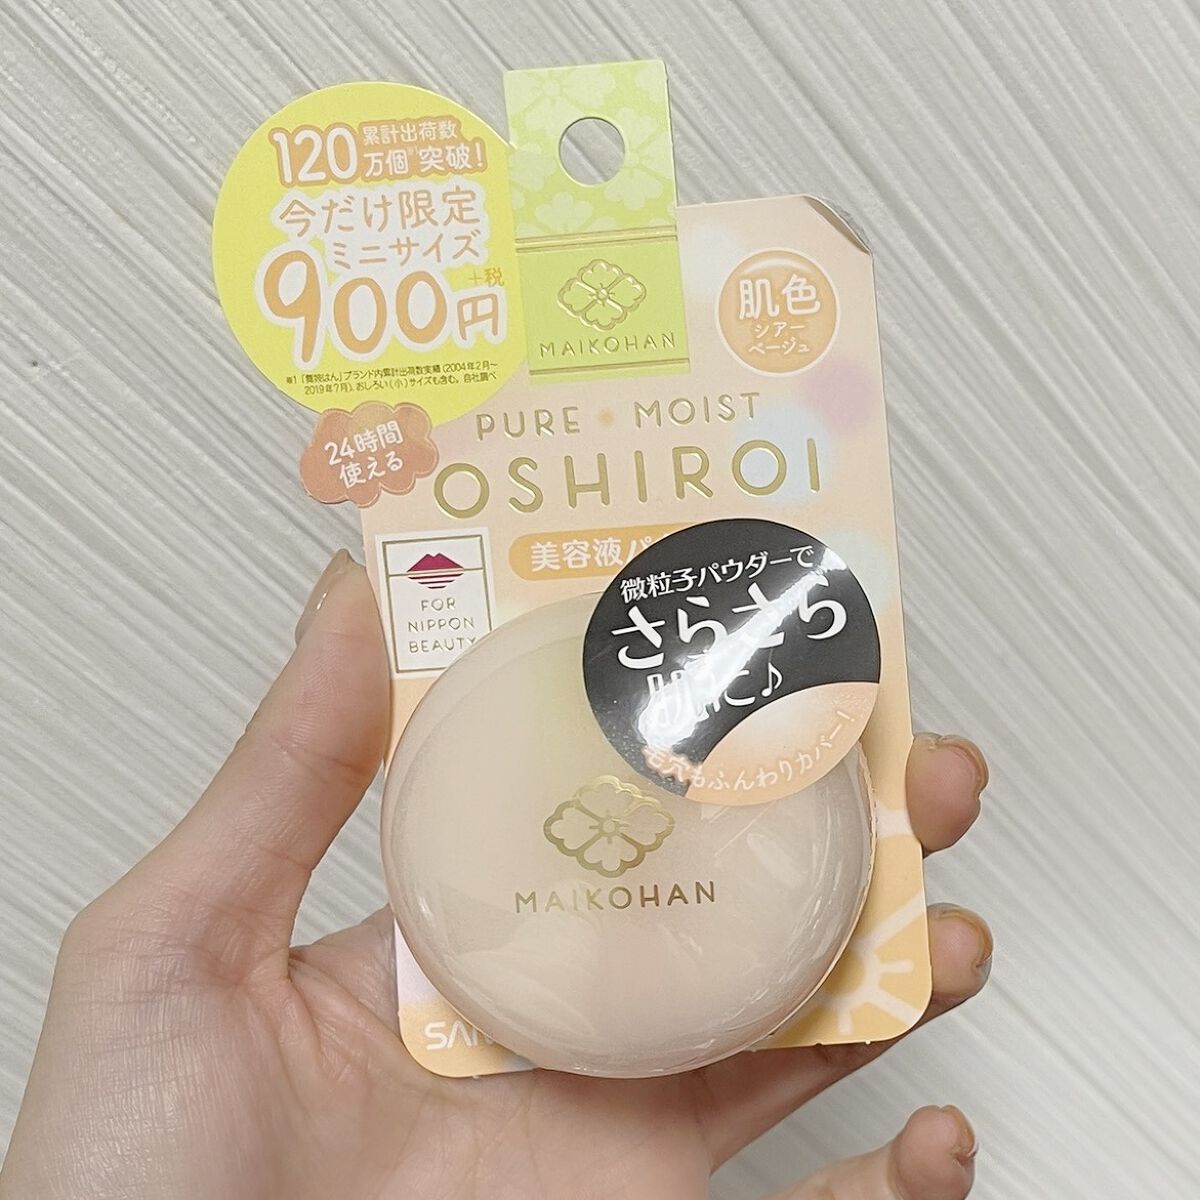 累計出荷数
120万個※1突破!
今だけ限定
ミニサイズ
900円+税
※1「舞妓はん」ブランド内累計出荷数実績(2004年2月～
2019年7月)、おしろい(小)サイズも含む。自社調べ
24時間
使える
MAIKOHAN
肌色
シアー
ベージュ
PURE MOIST
OSHIROI
美容液
FOR
NIPPON
BEAUTY
微粒子パウダーで
さらさら
肌に♪
毛穴もふんわりカバー!
MAIKOHAN
SAN